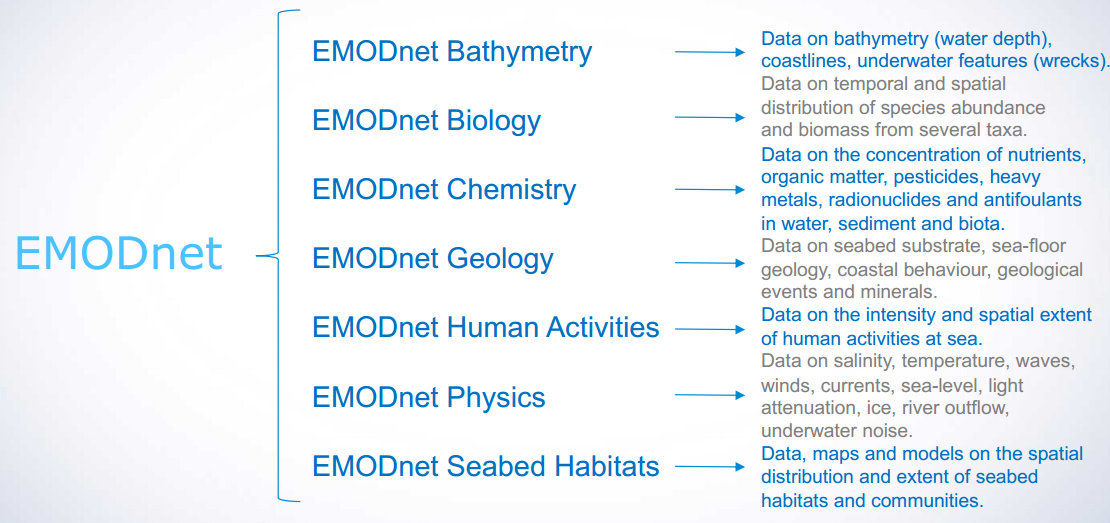 EMODnet
EMODnet Bathymetry
Data on bathymetry (water depth),
coastlines, underwater features (wrecks).
EMODnet Biology
Data on temporal and spatial
distribution of species abundance
and biomass from several taxa.
EMODnet Chemistry
Data on the concentration of nutrients,
organic matter, pesticides, heavy
metals, radionuclides and antifoulants
in water, sediment and biota.
EMODnet Geology
Data on seabed substrate, sea-floor
geology, coastal behaviour, geological
events and minerals.
EMODnet Human Activities
Data on the intensity and spatial extent
of human activities at sea.
EMODnet Physics
Data on salinity, temperature, waves,
winds, currents, sea-level, light
attenuation, ice, river outflow,
underwater noise.
EMODnet Seabed Habitats
Data, maps and models on the spatial
distribution and extent of seabed
habitats and communities.